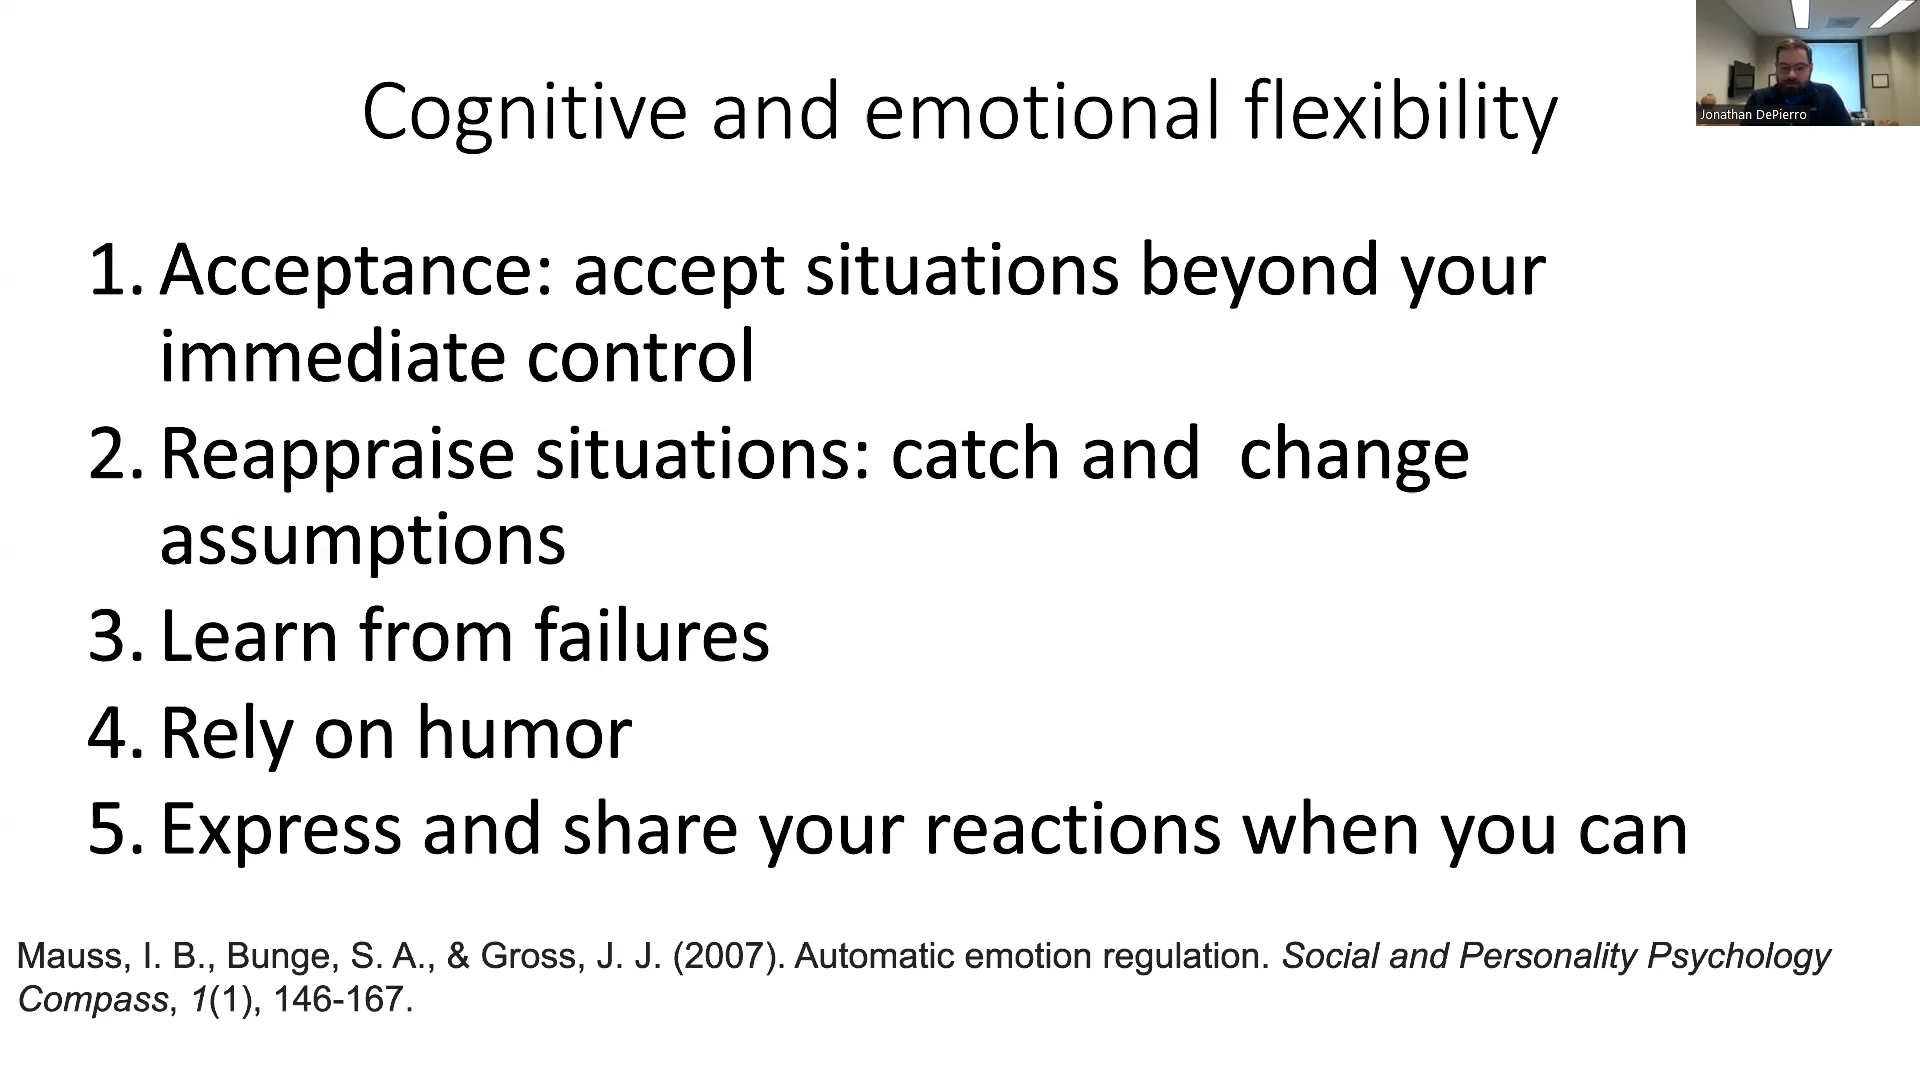 Cognitive and emotional flexibility
Jonathan DePierro
1. Acceptance: accept situations beyond your
immediate control
2. Reappraise situations: catch and  change
assumptions
3. Learn from failures
4. Rely on humor
5. Express and share your reactions when you can
Mauss, I. B., Bunge, S. A., & Gross, J. J. (2007). Automatic emotion regulation. Social and Personality Psychology
Compass, 1(1), 146-167.